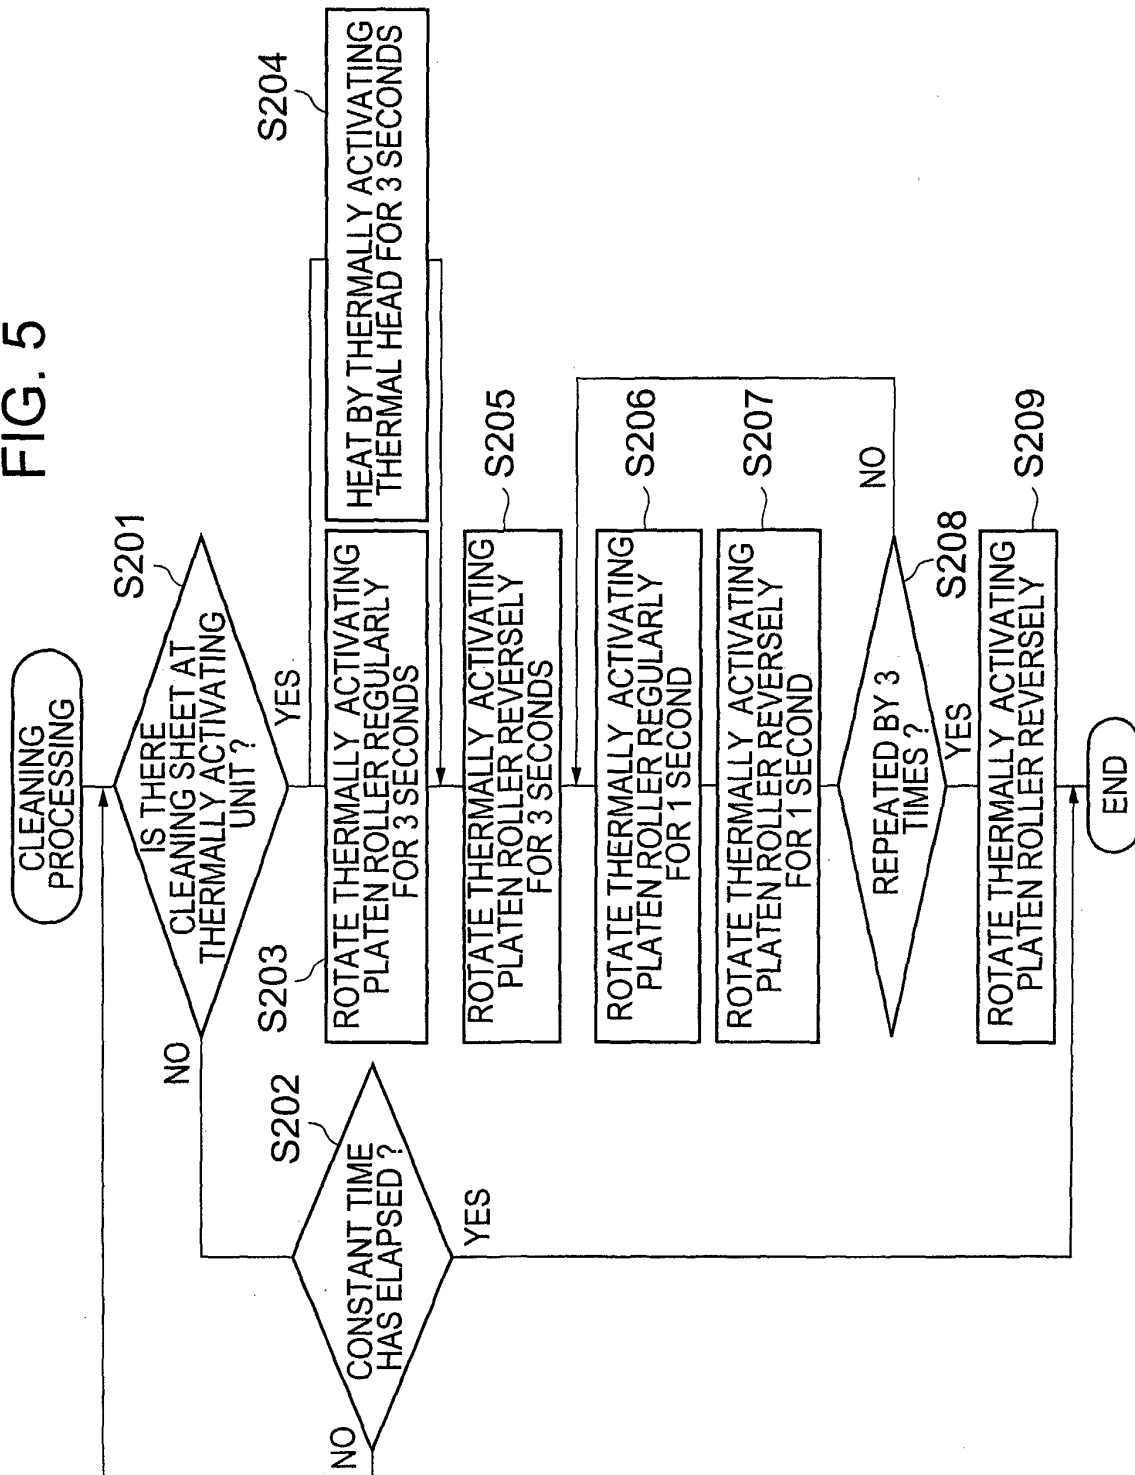 FIG. 5
CLEANING
PROCESSING
S201
IS THERE
CLEANING SHEET AT
THERMALLY ACTIVATING
UNIT ?
NO
YES
S202
CONSTANT TIME
HAS ELAPSED ?
NO
YES
S203
ROTATE THERMALLY ACTIVATING
PLATEN ROLLER REGULARLY
FOR 3 SECONDS
S204
HEAT BY THERMALLY ACTIVATING
THERMAL HEAD FOR 3 SECONDS
S205
ROTATE THERMALLY ACTIVATING
PLATEN ROLLER REVERSELY
FOR 3 SECONDS
S206
ROTATE THERMALLY ACTIVATING
PLATEN ROLLER REGULARLY
FOR 1 SECOND
S207
ROTATE THERMALLY ACTIVATING
PLATEN ROLLER REVERSELY
FOR 1 SECOND
S208
REPEATED BY 3
TIMES ?
NO
YES
S209
ROTATE THERMALLY ACTIVATING
PLATEN ROLLER REVERSELY
END